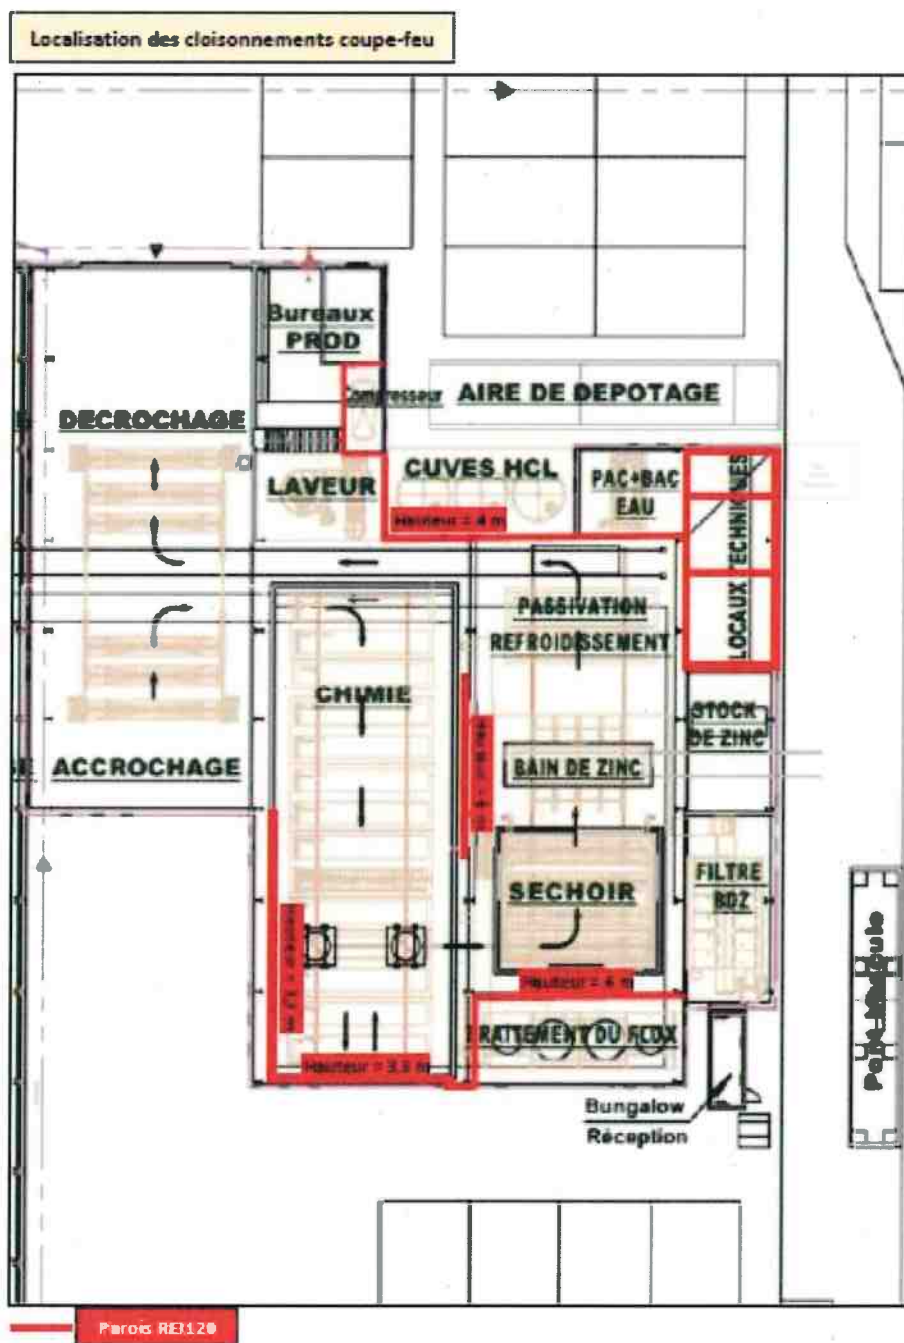 Localisation des cloisonnements coupe-feu
Bureaux
PROD
Compresseur
AIRE DE DEPOTAGE
DECROCHAGE
LAVEUR
CUVES HCL
Hauteur = 4 m
PAC+BAC
EAU
LOCAUX TECHNIQUES
PASSIVATION
REFROIDISSEMENT
CHIMIE
STOCK
DE ZINC
BAIN DE ZINC
ACCROCHAGE
SECHOIR
FILTRE
BDZ
Hauteur = 4 m
TRAITEMENT DU FLUX
Hauteur = 3,3 m
Bungalow
Réception
Parois REI120